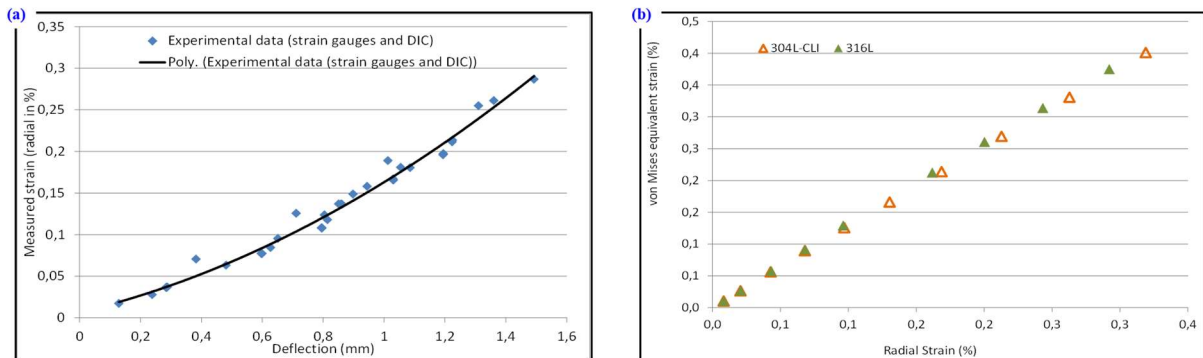 (a)
0,35
0,3
0,25
0,2
0,15
0,1
0,05
0
Measured strain (radial in %)
Experimental data (strain gauges and DIC)
Poly. (Experimental data (strain gauges and DIC))
0 0,2 0,4 0,6 0,8 1 1,2 1,4 1,6
Deflection (mm)
(b)
0,5
0,4
0,4
0,3
0,3
0,2
0,2
0,1
0,1
0,0
von Mises equivalent strain (%)
304L-CLI 316L
0,0 0,1 0,1 0,2 0,2 0,3 0,3 0,4
Radial Strain (%)